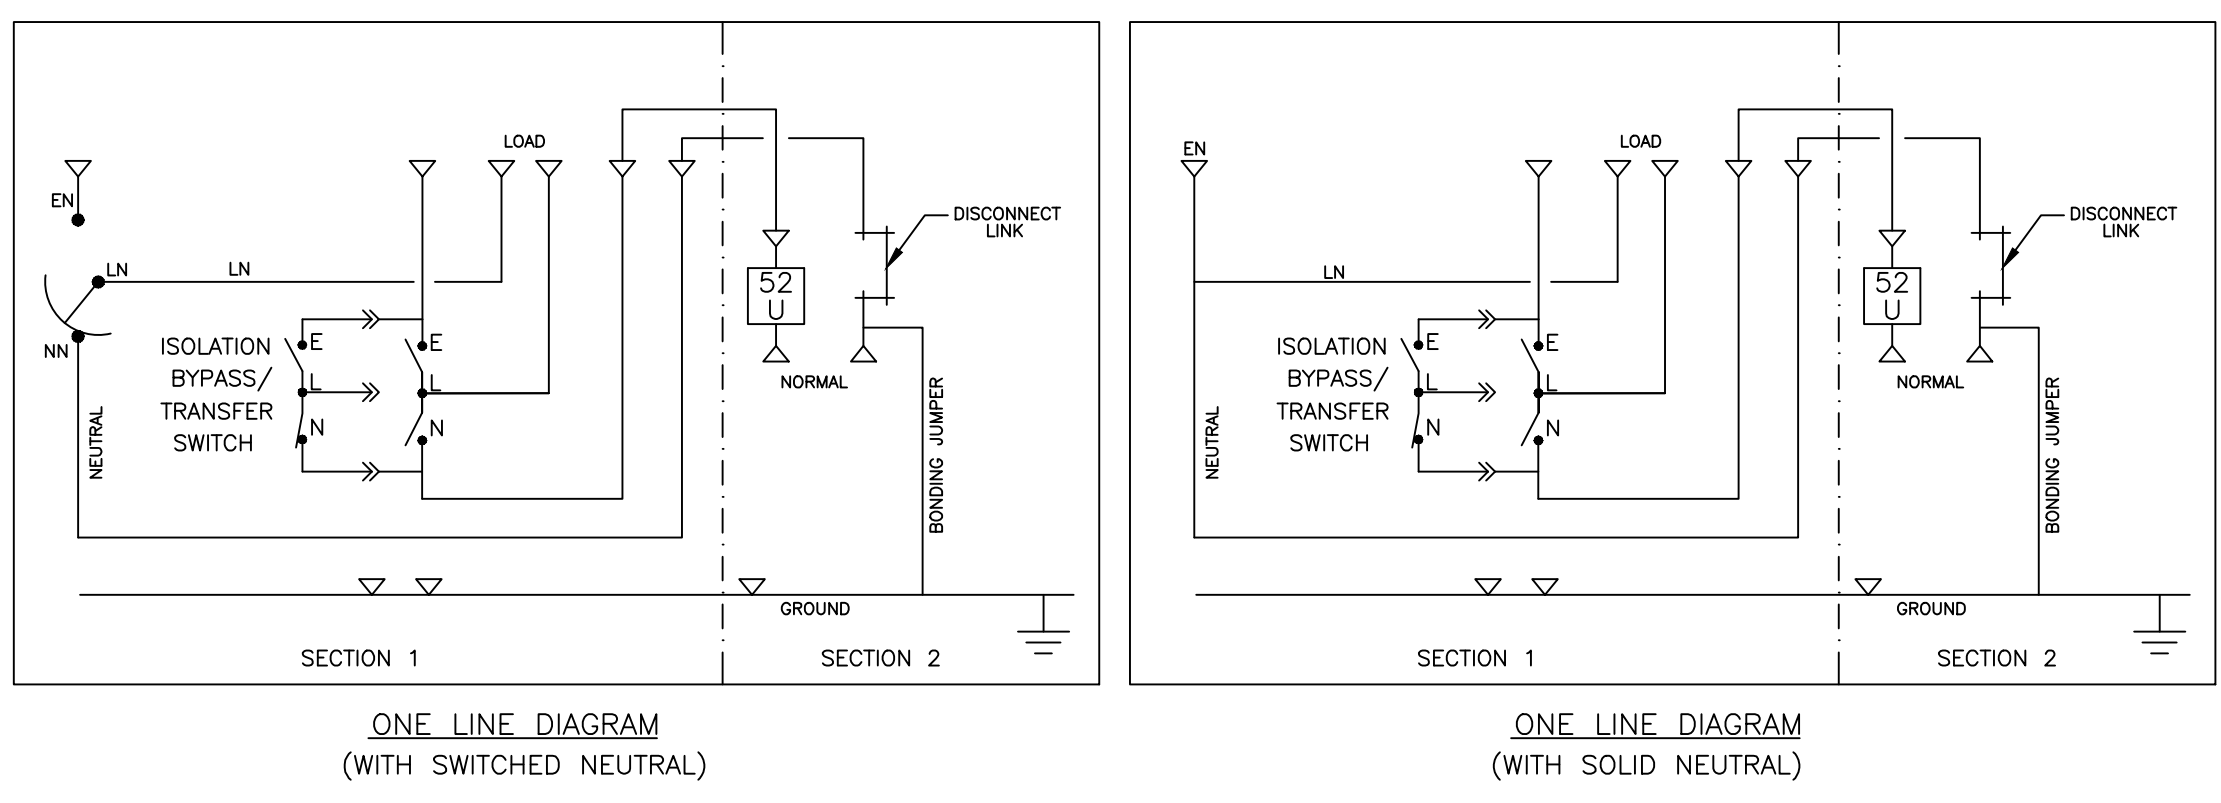 LOAD
EN
DISCONNECT
LINK
LN
LN
52
U
NN
ISOLATION
BYPASS/
TRANSFER
SWITCH
E
L
N
E
L
N
NORMAL
NEUTRAL
BONDING JUMPER
GROUND
SECTION 1
SECTION 2
ONE LINE DIAGRAM
(WITH SWITCHED NEUTRAL)
EN
LOAD
DISCONNECT
LINK
LN
52
U
ISOLATION
BYPASS/
TRANSFER
SWITCH
E
L
N
E
L
N
NORMAL
NEUTRAL
BONDING JUMPER
GROUND
SECTION 1
SECTION 2
ONE LINE DIAGRAM
(WITH SOLID NEUTRAL)